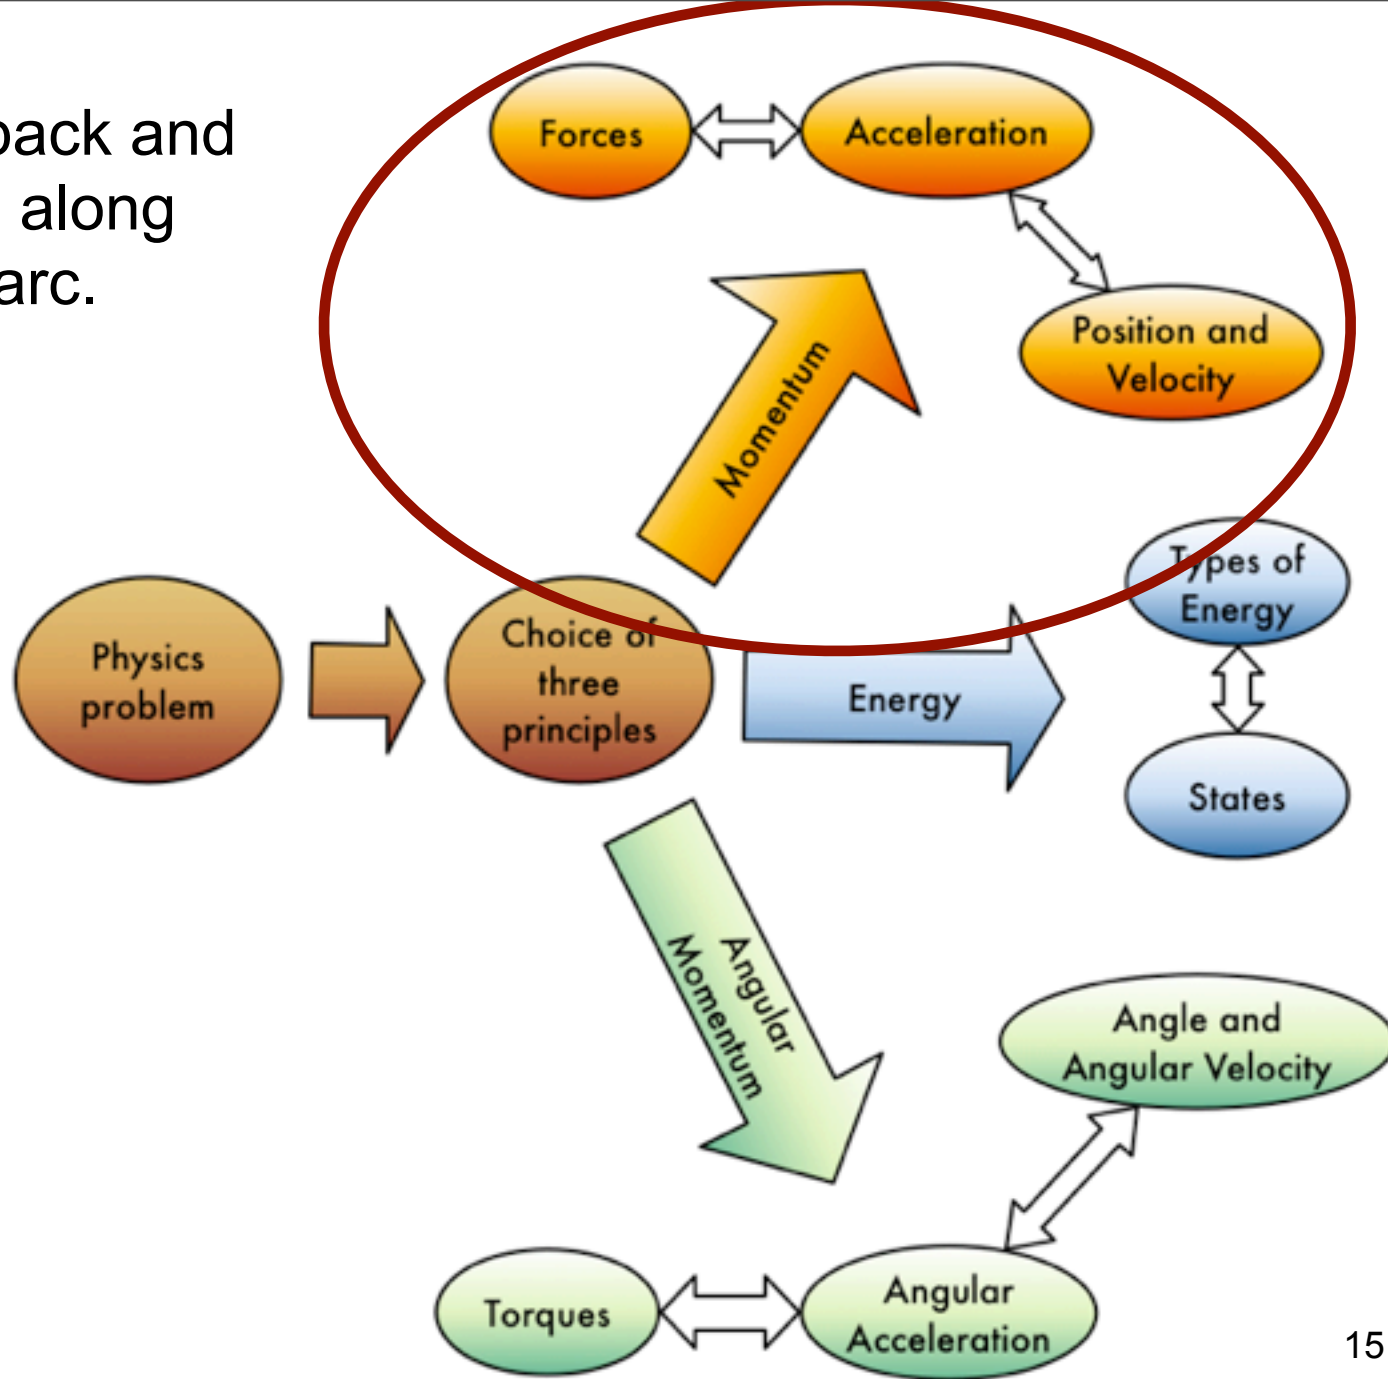 back and
along
arc.
Forces
Acceleration
Position and
Velocity
Momentum
Types of
Energy
Physics
problem
Choice of
three
principles
Energy
States
Angular
Momentum
Angle and
Angular Velocity
Torques
Angular
Acceleration
15